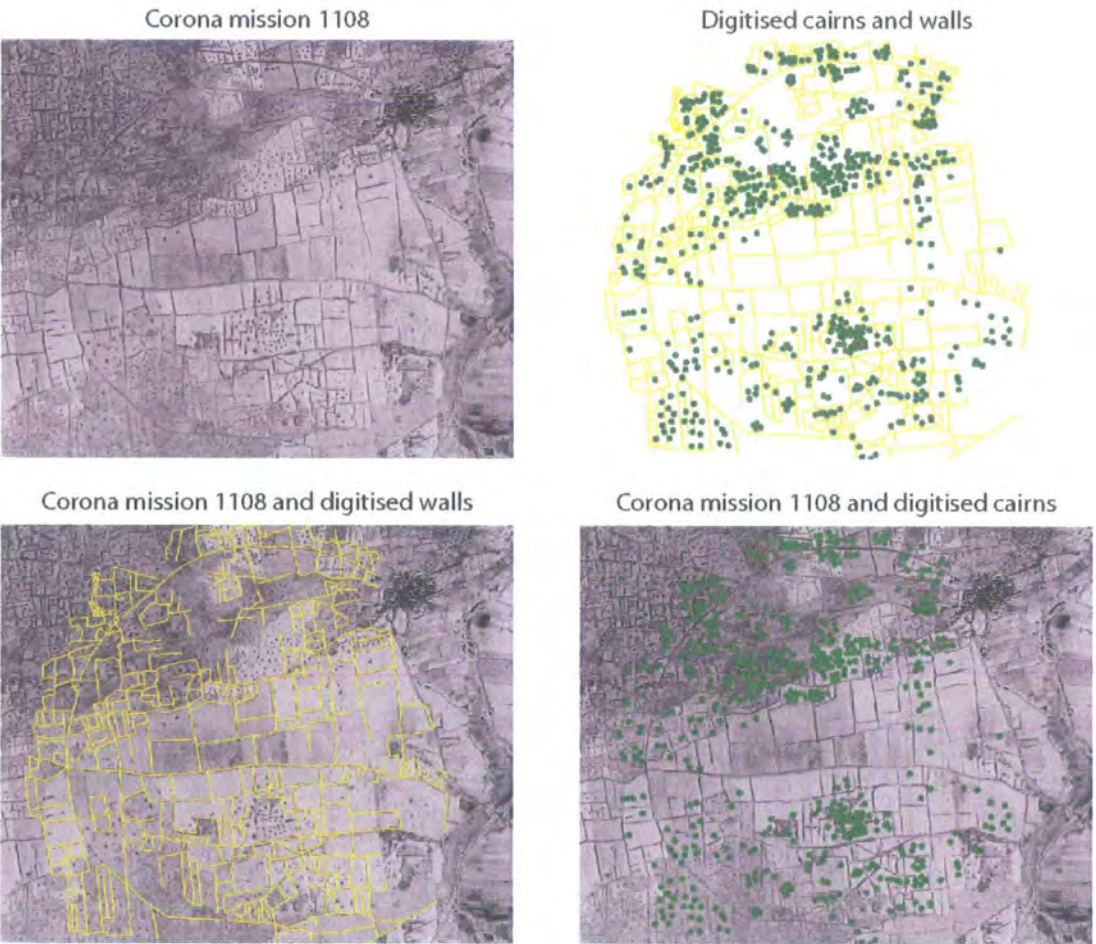 Corona mission 1108
Digitised cairns and walls
Corona mission 1108 and digitised walls
Corona mission 1108 and digitised cairns